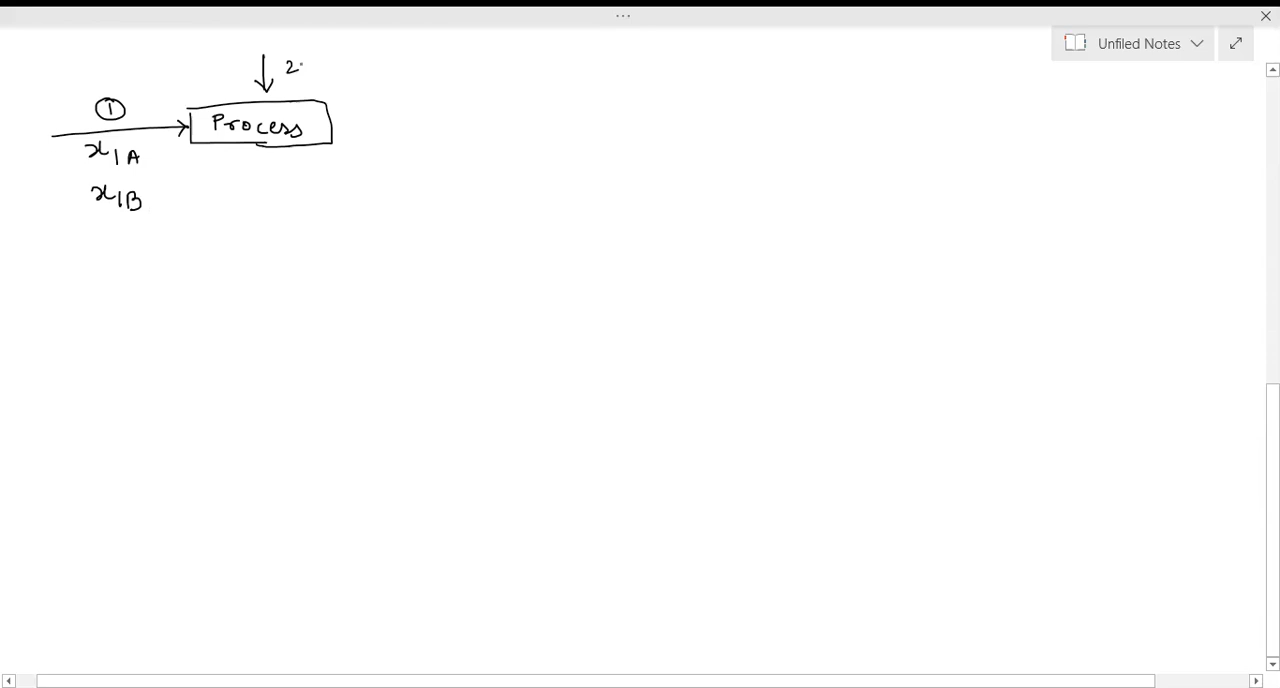 Unfiled Notes
2
①
Process
x1A
x1B